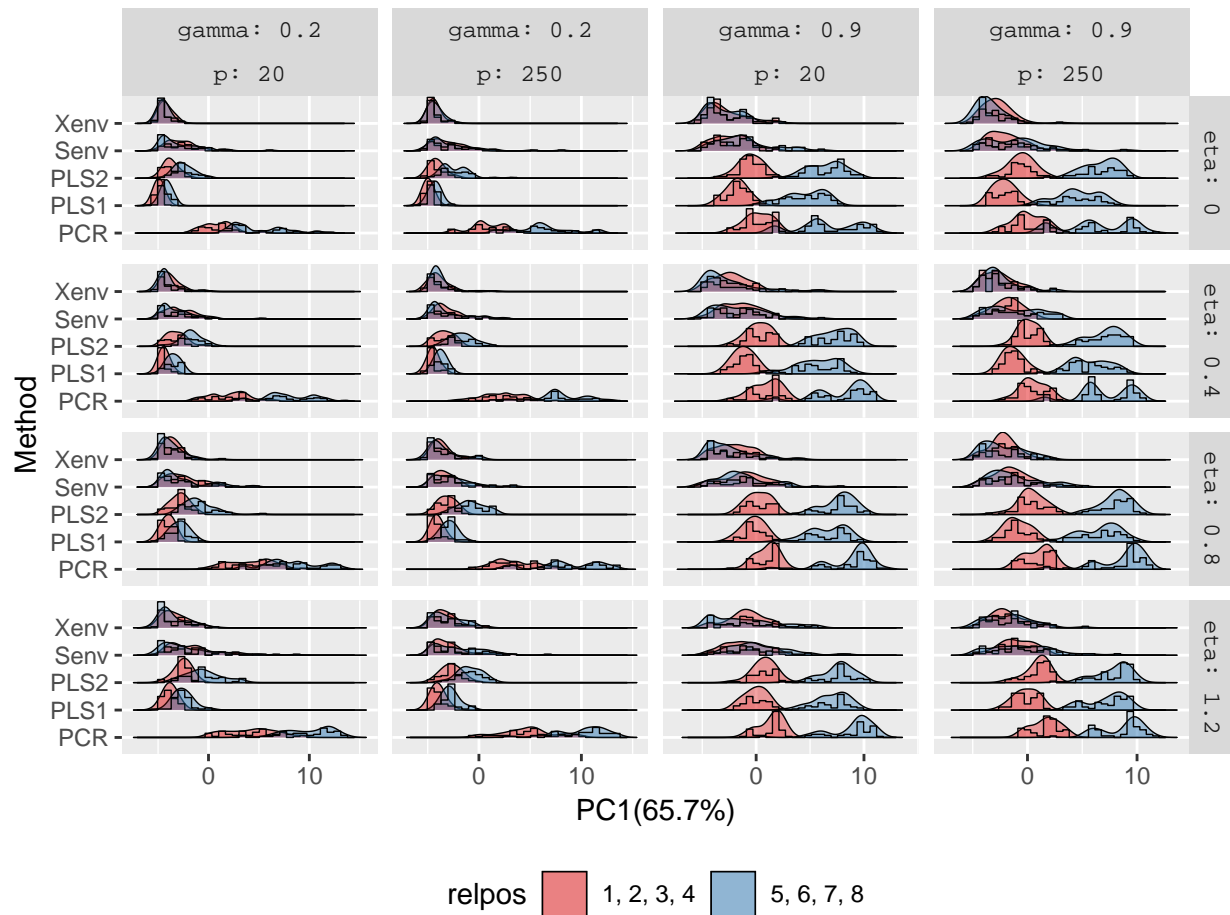 gamma: 0.2 gamma: 0.2 gamma: 0.9 gamma: 0.9
p: 20 p: 250 p: 20 p: 250
Xenv
Senv
PLS2
PLS1
PCR
eta: 0
Xenv
Senv
PLS2
PLS1
PCR
eta: 0.4
Xenv
Senv
PLS2
PLS1
PCR
eta: 0.8
Xenv
Senv
PLS2
PLS1
PCR
eta: 1.2
Method
0 10 0 10 0 10 0 10
PC1(65.7%)
relpos 1, 2, 3, 4 5, 6, 7, 8